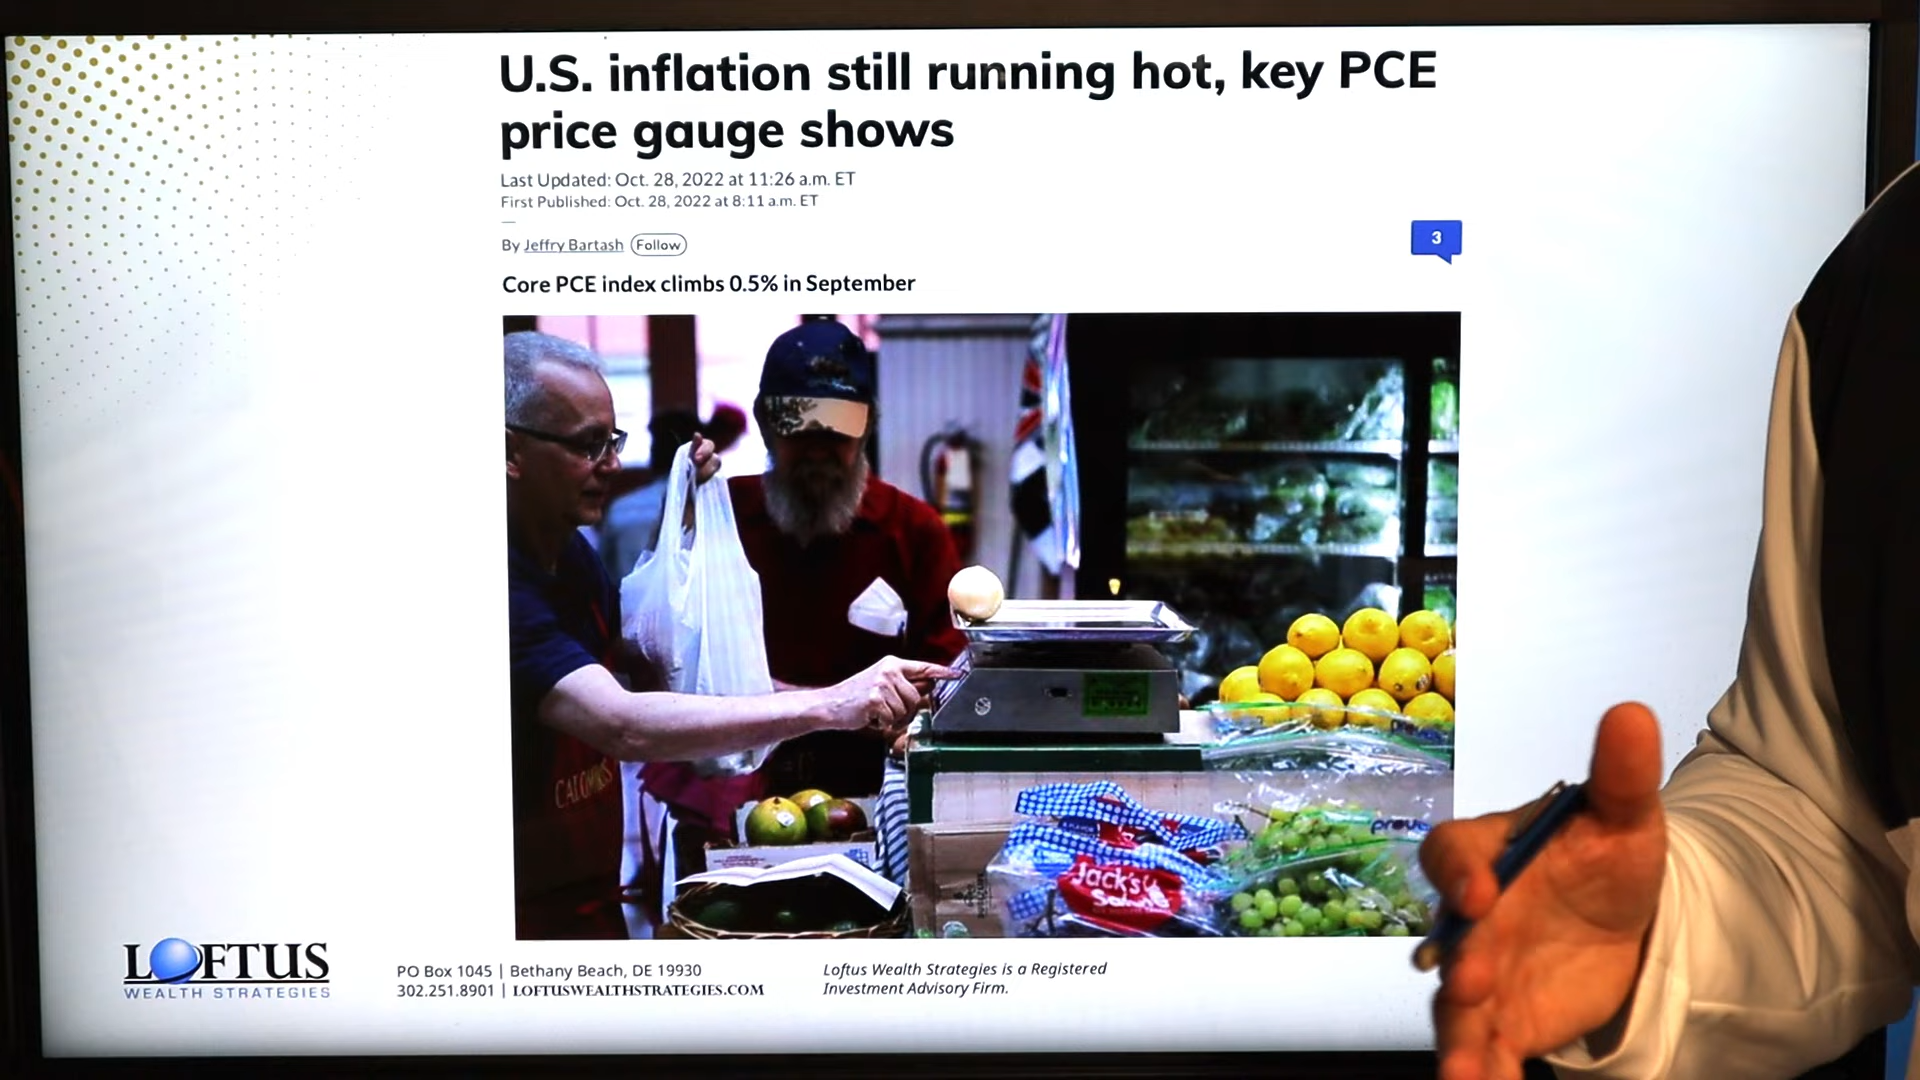 U.S. inflation still running hot, key PCE
price gauge shows
Last Updated: Oct. 28, 2022 at 11:26 a.m. ET
First Published: Oct. 28, 2022 at 8:11 a.m. ET
By Jeffry Bartash Follow
3
Core PCE index climbs 0.5% in September
Jack's
LOFTUS
WEALTH STRATEGIES
PO Box 1045 | Bethany Beach, DE 19930
302.251.8901 | LOFTUSWEALTHSTRATEGIES.COM
Loftus Wealth Strategies is a Registered
Investment Advisory Firm.